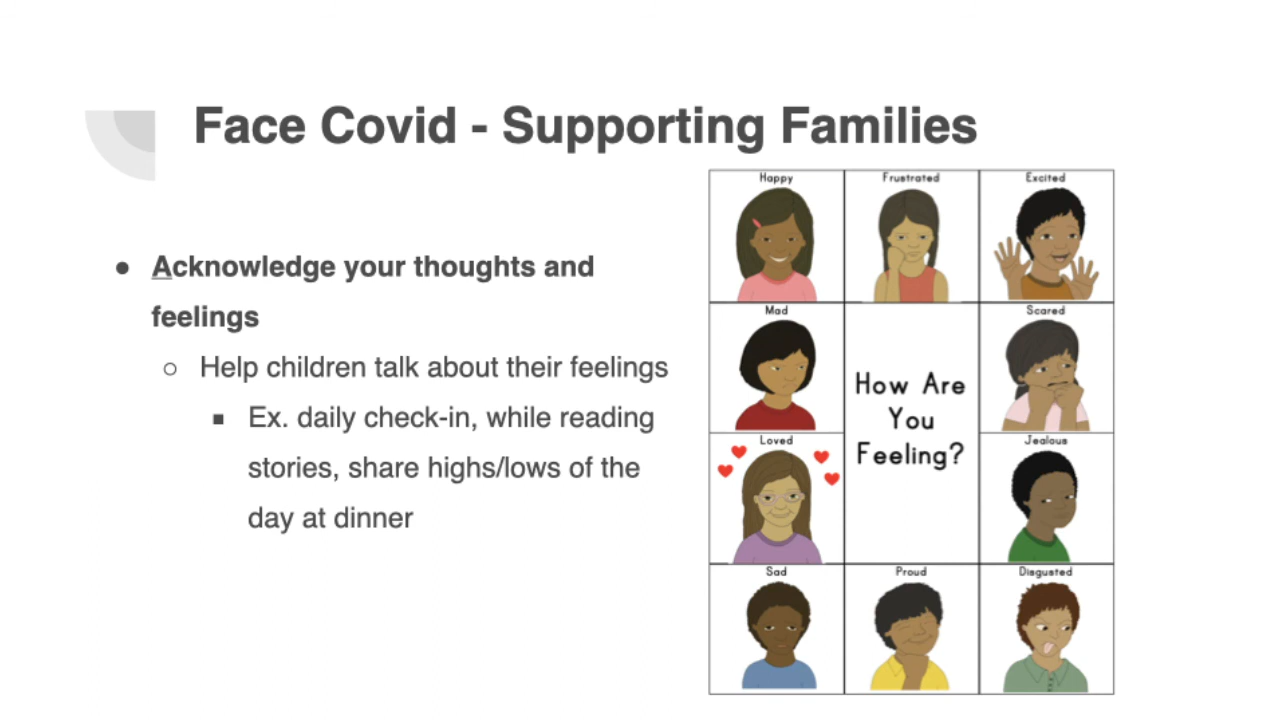 Face Covid - Supporting Families
● Acknowledge your thoughts and
feelings
○ Help children talk about their feelings
■ Ex. daily check-in, while reading
stories, share highs/lows of the
day at dinner
Happy
Frustrated
Excited
Mad
How Are
You
Feeling?
Scared
Loved
Jealous
Sad
Proud
Disgusted